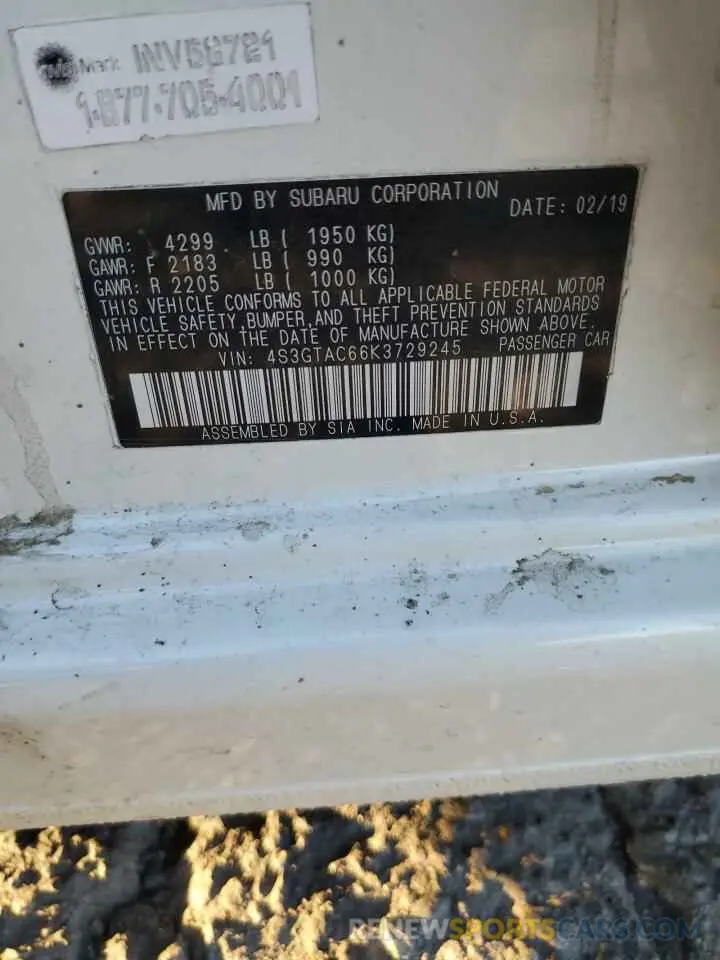 Mark INV58721
1-877-705-4001
MFD BY SUBARU CORPORATION DATE: 02/19
GVWR: 4299 LB ( 1950 KG)
GAWR: F 2183 LB ( 990 KG)
GAWR: R 2205 LB ( 1000 KG)
THIS VEHICLE CONFORMS TO ALL APPLICABLE FEDERAL MOTOR
VEHICLE SAFETY,BUMPER,AND THEFT PREVENTION STANDARDS
IN EFFECT ON THE DATE OF MANUFACTURE SHOWN ABOVE.
VIN: 4S3GTAC66K3729245 PASSENGER CAR
ASSEMBLED BY SIA INC. MADE IN U.S.A.
RENEWSPORTSCARS.COM